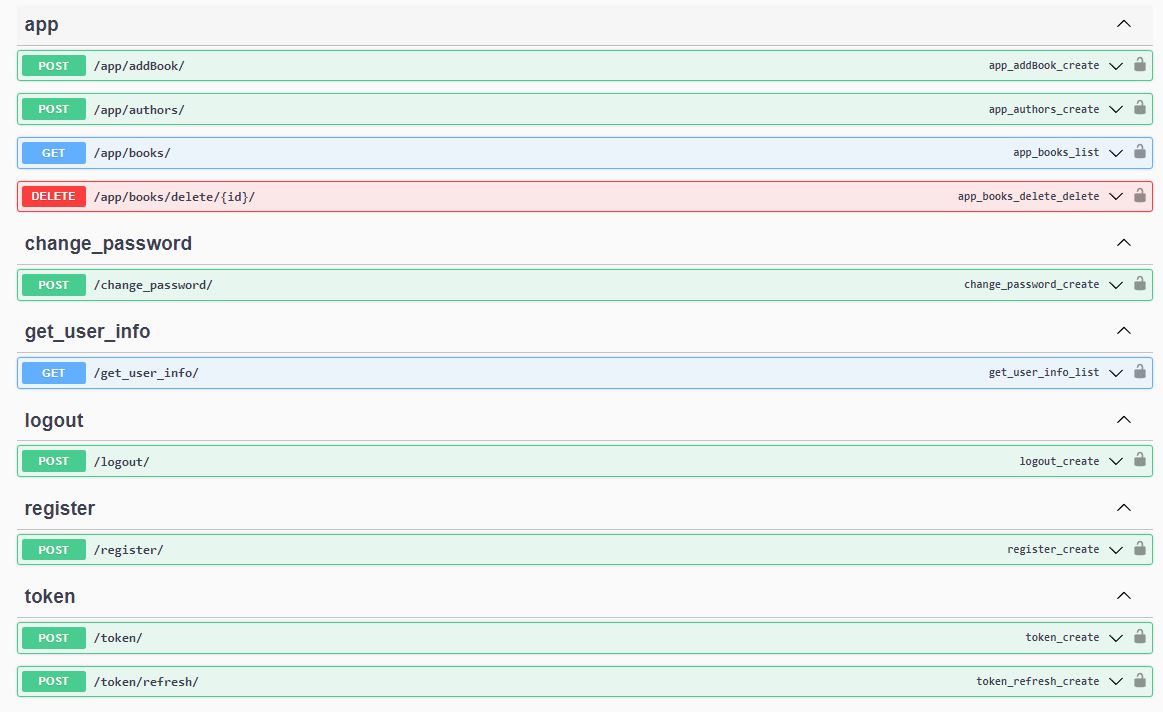 app
POST /app/addBook/ app_addBook_create
POST /app/authors/ app_authors_create
GET /app/books/ app_books_list
DELETE /app/books/delete/{id}/ app_books_delete_delete
change_password
POST /change_password/ change_password_create
get_user_info
GET /get_user_info/ get_user_info_list
logout
POST /logout/ logout_create
register
POST /register/ register_create
token
POST /token/ token_create
POST /token/refresh/ token_refresh_create